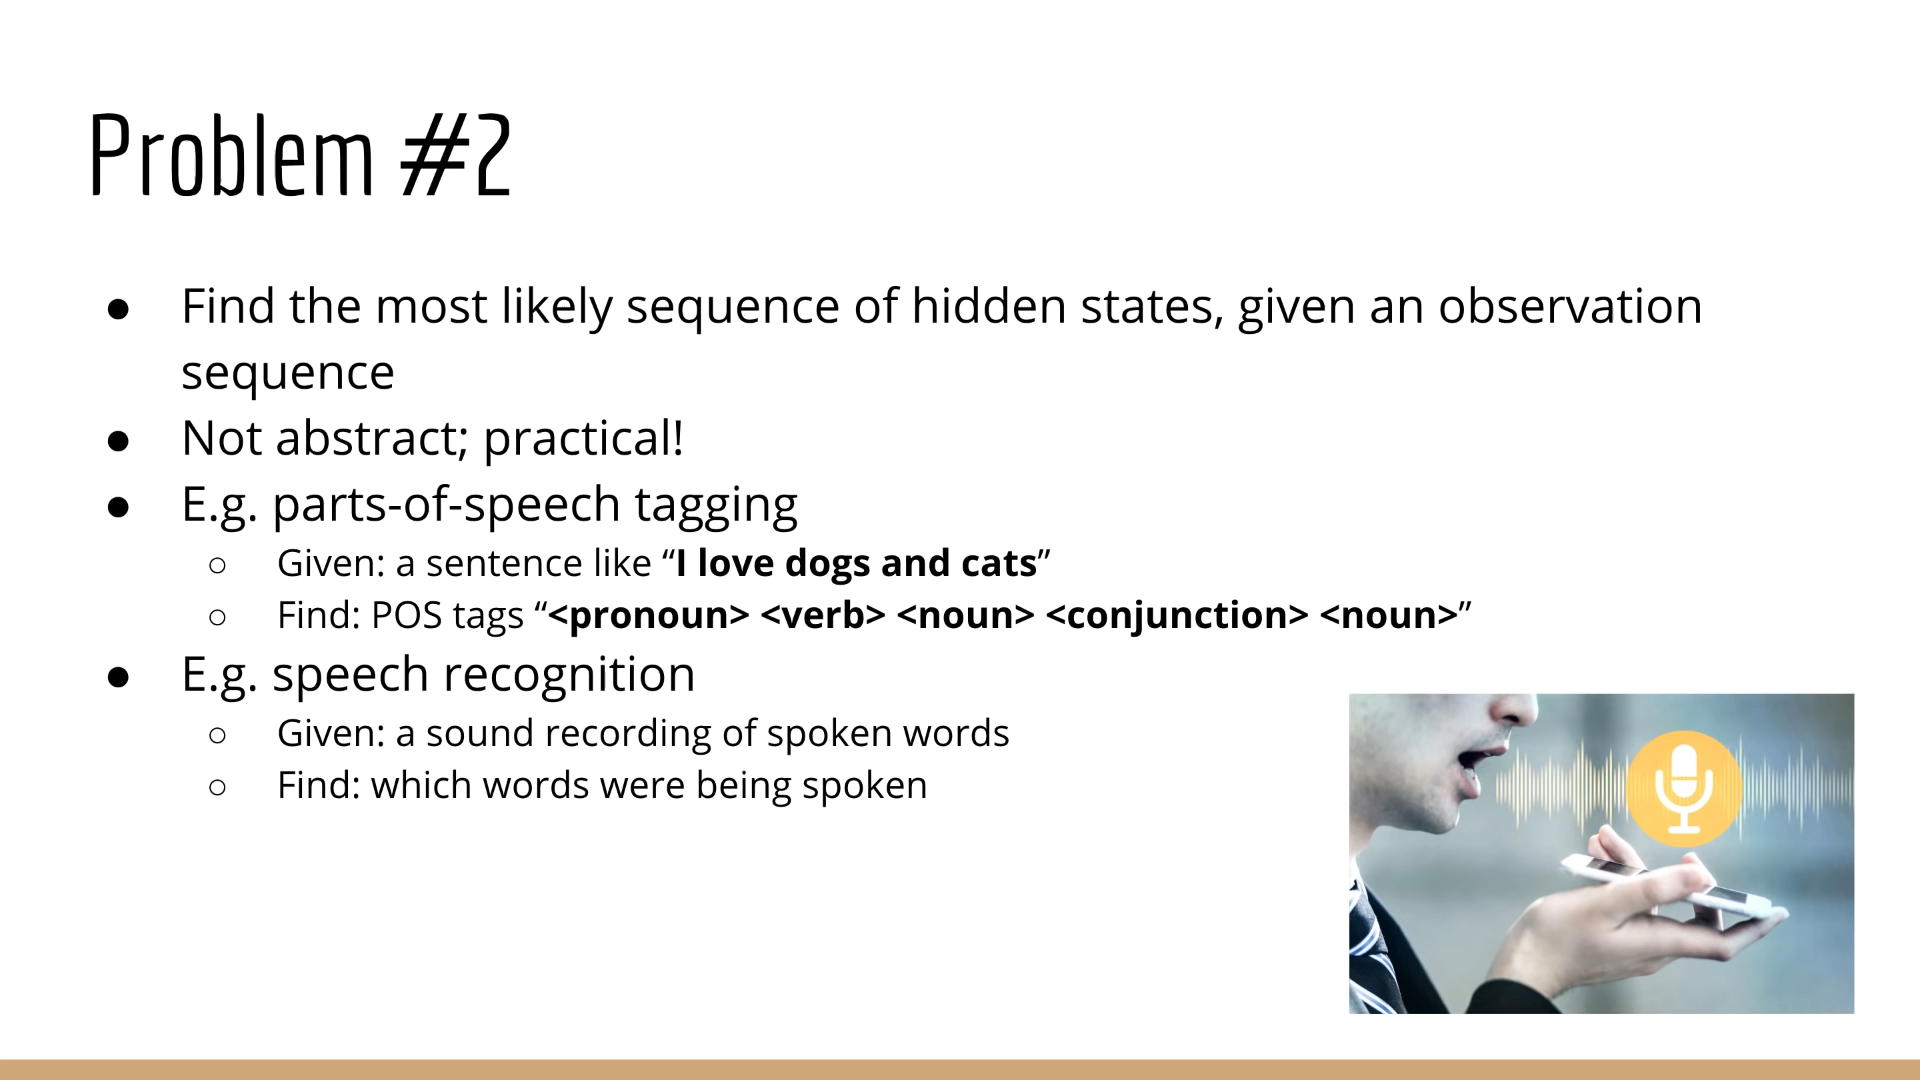 Problem #2
● Find the most likely sequence of hidden states, given an observation
sequence
● Not abstract; practical!
● E.g. parts-of-speech tagging
○ Given: a sentence like “I love dogs and cats”
○ Find: POS tags “<pronoun> <verb> <noun> <conjunction> <noun>”
● E.g. speech recognition
○ Given: a sound recording of spoken words
○ Find: which words were being spoken